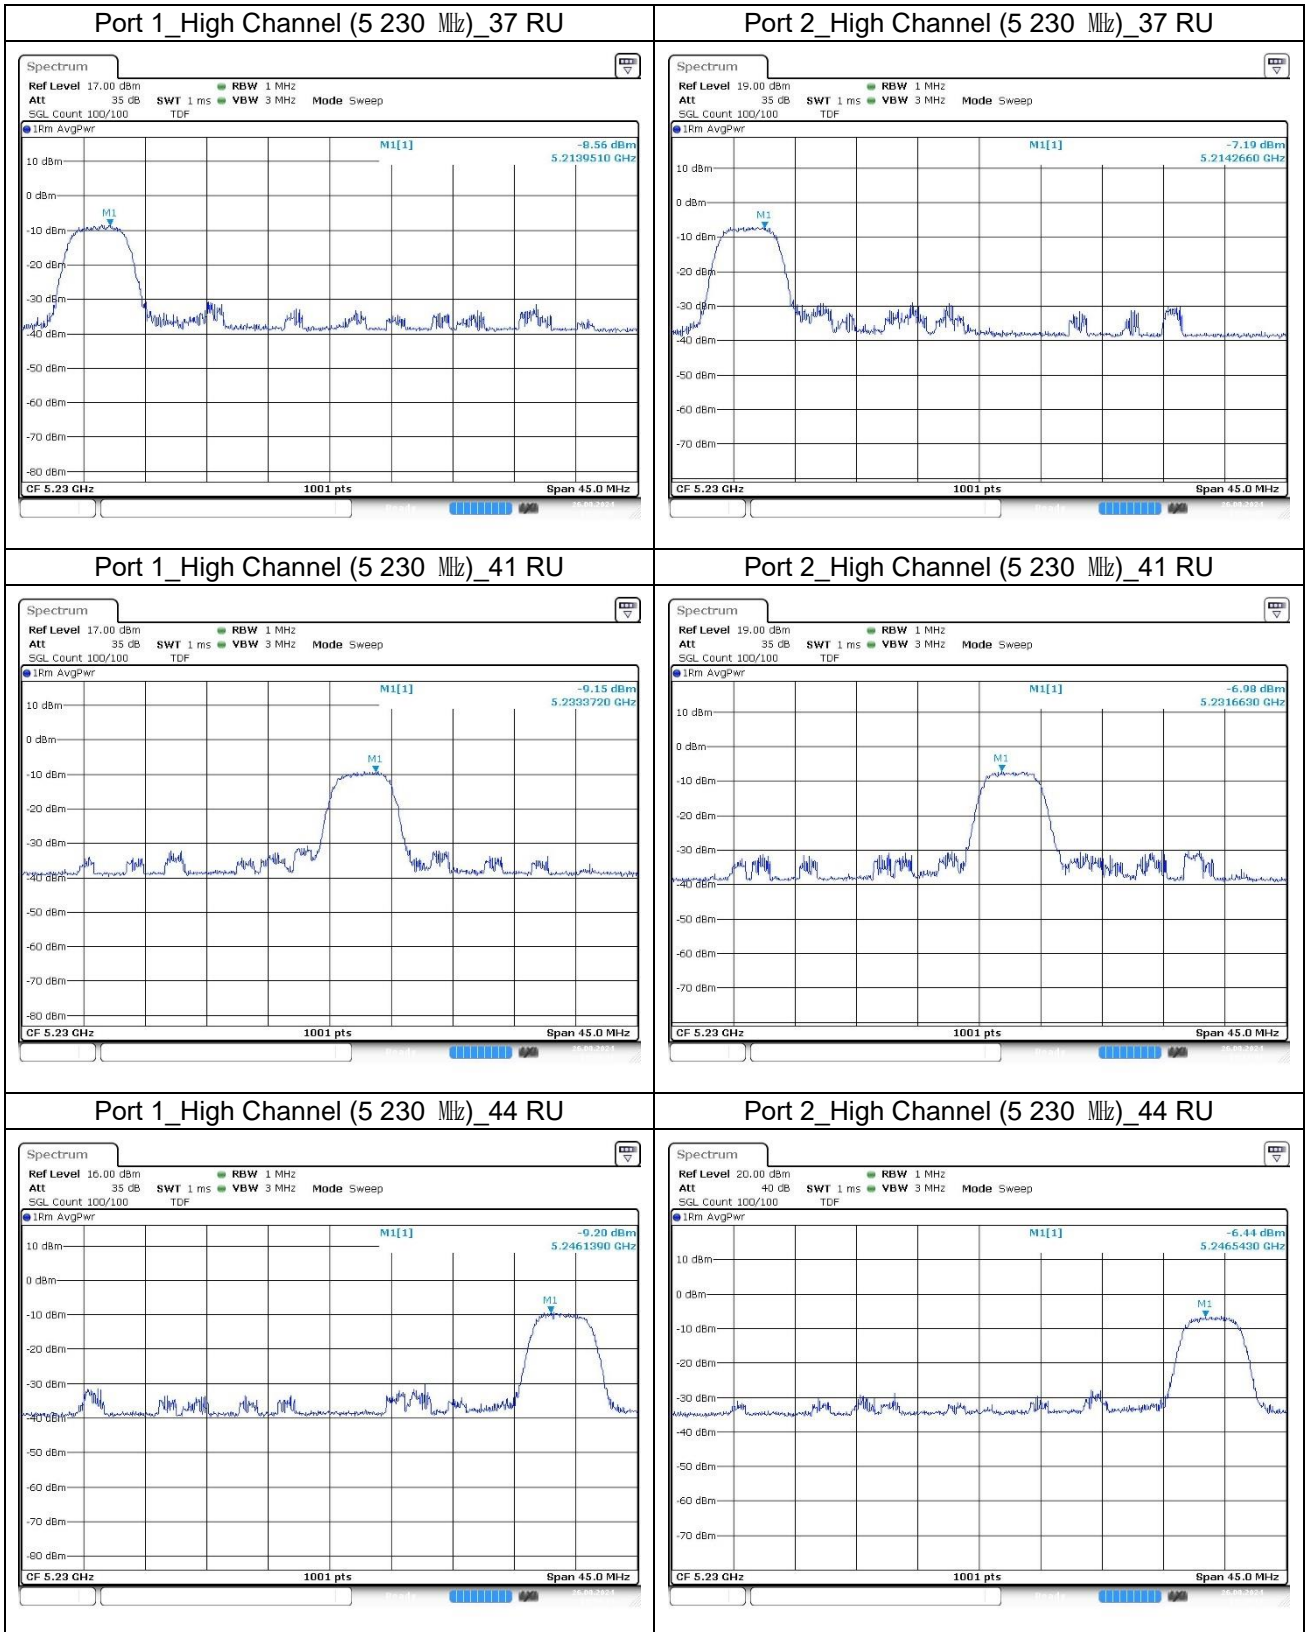 Port 1_High Channel (5 230 ㎒)_37 RU
Port 2_High Channel (5 230 ㎒)_37 RU
Spectrum
Ref Level 17.00 dBm RBW 1 MHz
Att 35 dB SWT 1 ms VBW 3 MHz Mode Sweep
SGL Count 100/100 TDF
1Rm AvgPwr
M1[1] -8.56 dBm
5.2139510 GHz
10 dBm
0 dBm
M1
-10 dBm
-20 dBm
-30 dBm
-40 dBm
-50 dBm
-60 dBm
-70 dBm
-80 dBm
CF 5.23 GHz 1001 pts Span 45.0 MHz
Spectrum
Ref Level 19.00 dBm RBW 1 MHz
Att 35 dB SWT 1 ms VBW 3 MHz Mode Sweep
SGL Count 100/100 TDF
1Rm AvgPwr
M1[1] -7.19 dBm
5.2142660 GHz
10 dBm
0 dBm
M1
-10 dBm
-20 dBm
-30 dBm
-40 dBm
-50 dBm
-60 dBm
-70 dBm
CF 5.23 GHz 1001 pts Span 45.0 MHz
Port 1_High Channel (5 230 ㎒)_41 RU
Port 2_High Channel (5 230 ㎒)_41 RU
Spectrum
Ref Level 17.00 dBm RBW 1 MHz
Att 35 dB SWT 1 ms VBW 3 MHz Mode Sweep
SGL Count 100/100 TDF
1Rm AvgPwr
M1[1] -9.15 dBm
5.2333720 GHz
10 dBm
0 dBm
M1
-10 dBm
-20 dBm
-30 dBm
-40 dBm
-50 dBm
-60 dBm
-70 dBm
-80 dBm
CF 5.23 GHz 1001 pts Span 45.0 MHz
Spectrum
Ref Level 19.00 dBm RBW 1 MHz
Att 35 dB SWT 1 ms VBW 3 MHz Mode Sweep
SGL Count 100/100 TDF
1Rm AvgPwr
M1[1] -6.98 dBm
5.2316630 GHz
10 dBm
0 dBm
M1
-10 dBm
-20 dBm
-30 dBm
-40 dBm
-50 dBm
-60 dBm
-70 dBm
CF 5.23 GHz 1001 pts Span 45.0 MHz
Port 1_High Channel (5 230 ㎒)_44 RU
Port 2_High Channel (5 230 ㎒)_44 RU
Spectrum
Ref Level 16.00 dBm RBW 1 MHz
Att 35 dB SWT 1 ms VBW 3 MHz Mode Sweep
SGL Count 100/100 TDF
1Rm AvgPwr
M1[1] -9.20 dBm
5.2461390 GHz
10 dBm
0 dBm
M1
-10 dBm
-20 dBm
-30 dBm
-40 dBm
-50 dBm
-60 dBm
-70 dBm
-80 dBm
CF 5.23 GHz 1001 pts Span 45.0 MHz
Spectrum
Ref Level 20.00 dBm RBW 1 MHz
Att 40 dB SWT 1 ms VBW 3 MHz Mode Sweep
SGL Count 100/100 TDF
1Rm AvgPwr
M1[1] -6.44 dBm
5.2465430 GHz
10 dBm
0 dBm
M1
-10 dBm
-20 dBm
-30 dBm
-40 dBm
-50 dBm
-60 dBm
-70 dBm
CF 5.23 GHz 1001 pts Span 45.0 MHz